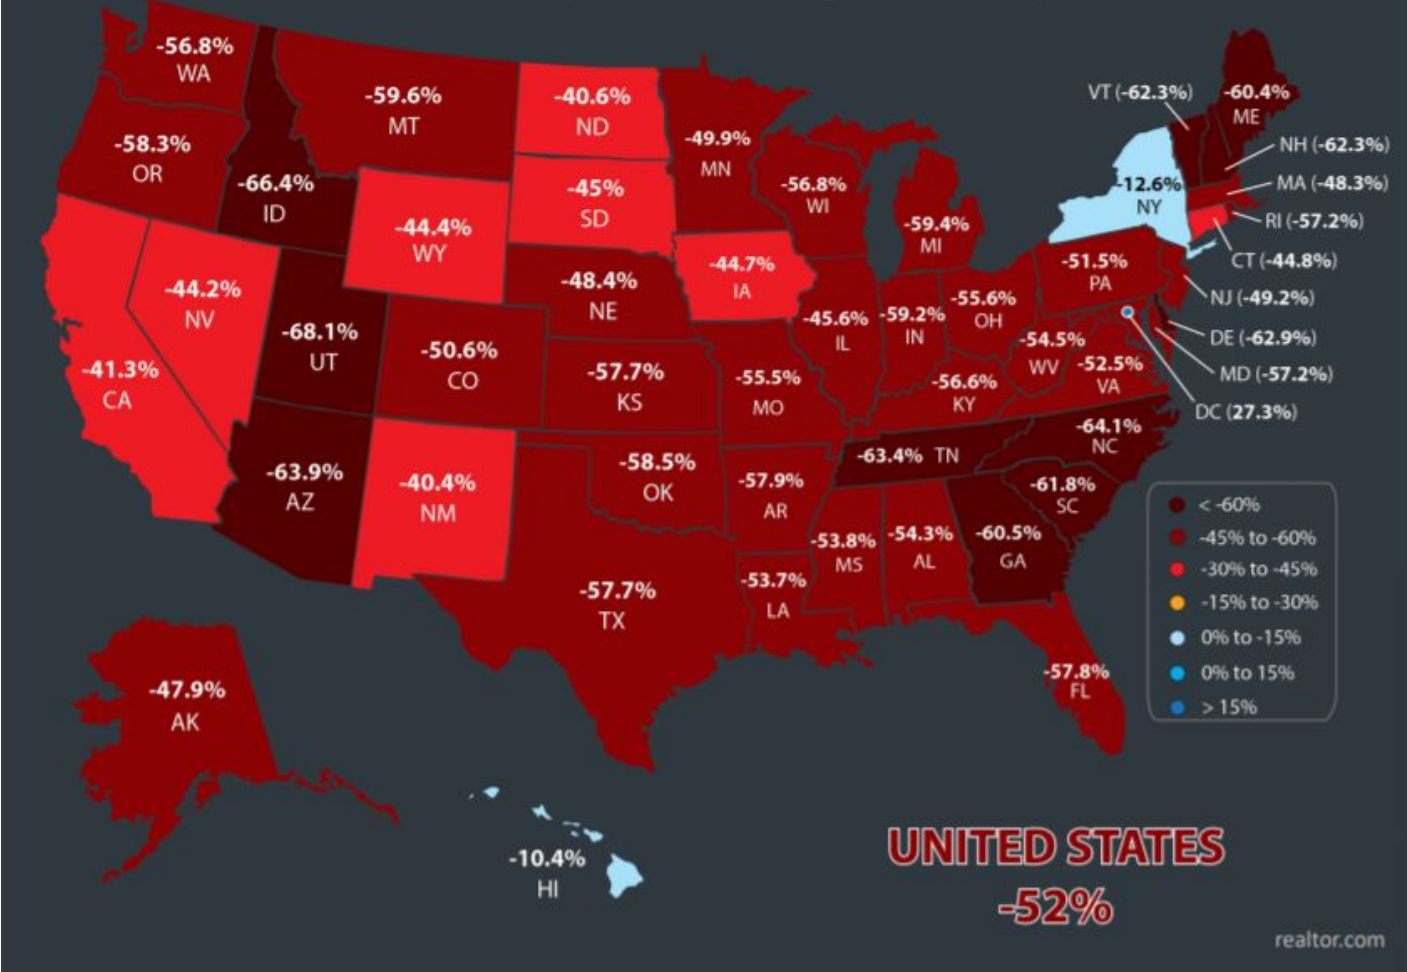 -56.8%
WA
-59.6%
MT
-40.6%
ND
-49.9%
MN
VT (-62.3%)
-60.4%
ME
-58.3%
OR
-66.4%
ID
-45%
SD
-56.8%
WI
-59.4%
MI
-12.6%
NY
NH (-62.3%)
MA (-48.3%)
RI (-57.2%)
CT (-44.8%)
-44.4%
WY
-44.2%
NV
-48.4%
NE
-44.7%
IA
-51.5%
PA
NJ (-49.2%)
DE (-62.9%)
MD (-57.2%)
DC (27.3%)
-41.3%
CA
-68.1%
UT
-50.6%
CO
-57.7%
KS
-55.5%
MO
-45.6%
IL
-59.2%
IN
-55.6%
OH
-54.5%
WV
-52.5%
VA
-56.6%
KY
-63.9%
AZ
-40.4%
NM
-58.5%
OK
-57.9%
AR
-63.4% TN
-64.1%
NC
-61.8%
SC
-57.7%
TX
-53.7%
LA
-53.8%
MS
-54.3%
AL
-60.5%
GA
-57.8%
FL
< -60%
-45% to -60%
-30% to -45%
-15% to -30%
0% to -15%
0% to 15%
> 15%
-47.9%
AK
-10.4%
HI
UNITED STATES
-52%
realtor.com